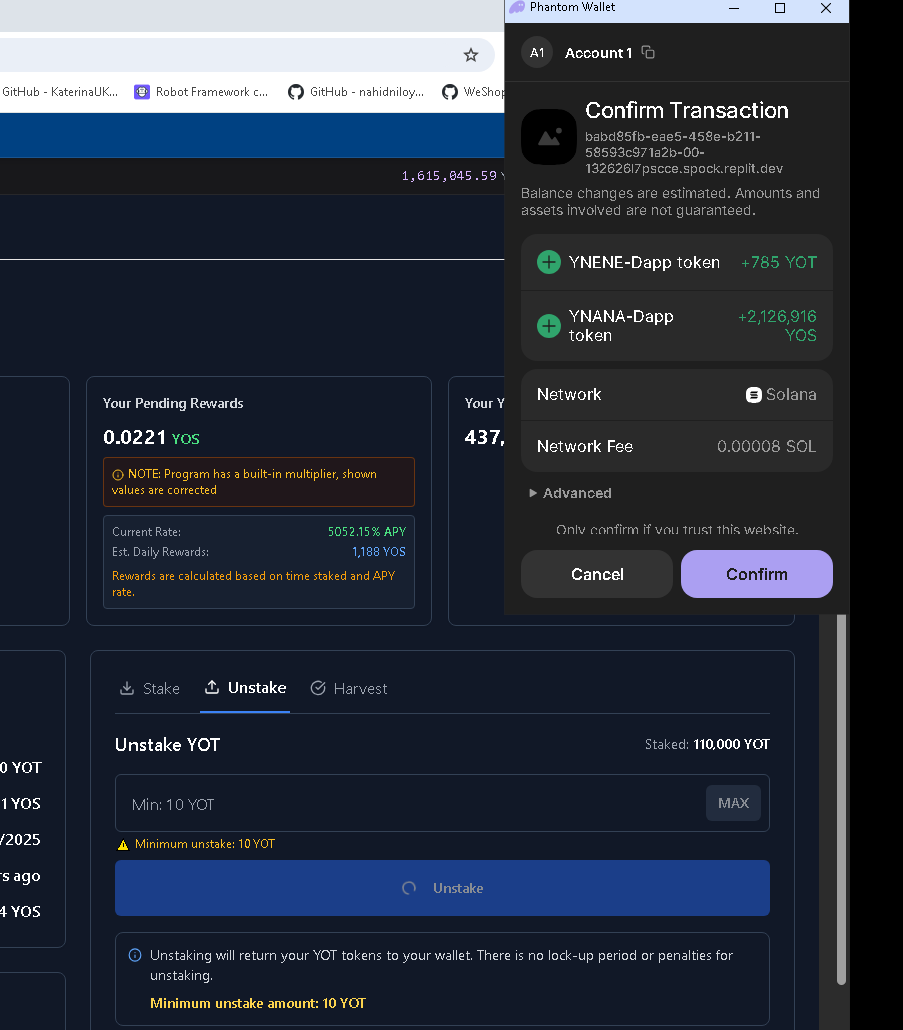 Phantom Wallet
A1 Account 1
GitHub - KaterinaUK...
Robot Framework c...
GitHub - nahidniloy...
WeShop
1,615,045.59
Confirm Transaction
babd85fb-eae5-458e-b211-
58593c971a2b-00-
132626l7pscce.spock.replit.dev
Balance changes are estimated. Amounts and
assets involved are not guaranteed.
YNENE-Dapp token +785 YOT
YNANA-Dapp
token
+2,126,916
YOS
Network Solana
Network Fee 0.00008 SOL
Advanced
Only confirm if you trust this website.
Cancel
Confirm
Your Pending Rewards
0.0221 YOS
NOTE: Program has a built-in multiplier, shown
values are corrected
Current Rate: 5052.15% APY
Est. Daily Rewards: 1,188 YOS
Rewards are calculated based on time staked and APY
rate.
Your Y
437,
0 YOT
1 YOS
/2025
rs ago
4 YOS
Stake
Unstake
Harvest
Unstake YOT
Staked: 110,000 YOT
Min: 10 YOT
MAX
Minimum unstake: 10 YOT
Unstake
Unstaking will return your YOT tokens to your wallet. There is no lock-up period or penalties for
unstaking.
Minimum unstake amount: 10 YOT